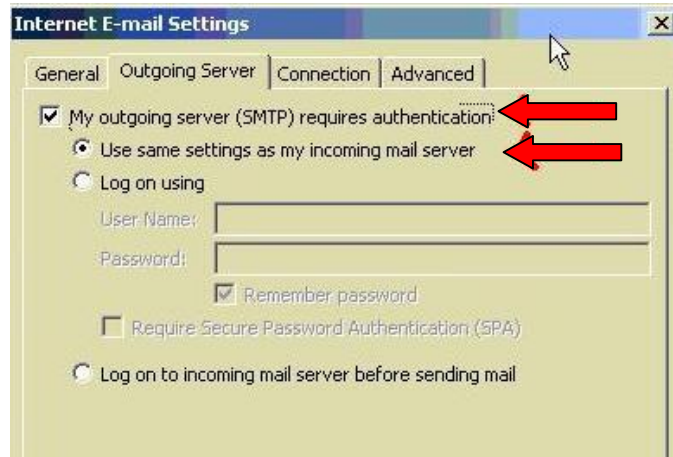 Internet E-mail Settings
General Outgoing Server Connection Advanced
My outgoing server (SMTP) requires authentication
Use same settings as my incoming mail server
Log on using
User Name:
Password:
Remember password
Require Secure Password Authentication (SPA)
Log on to incoming mail server before sending mail